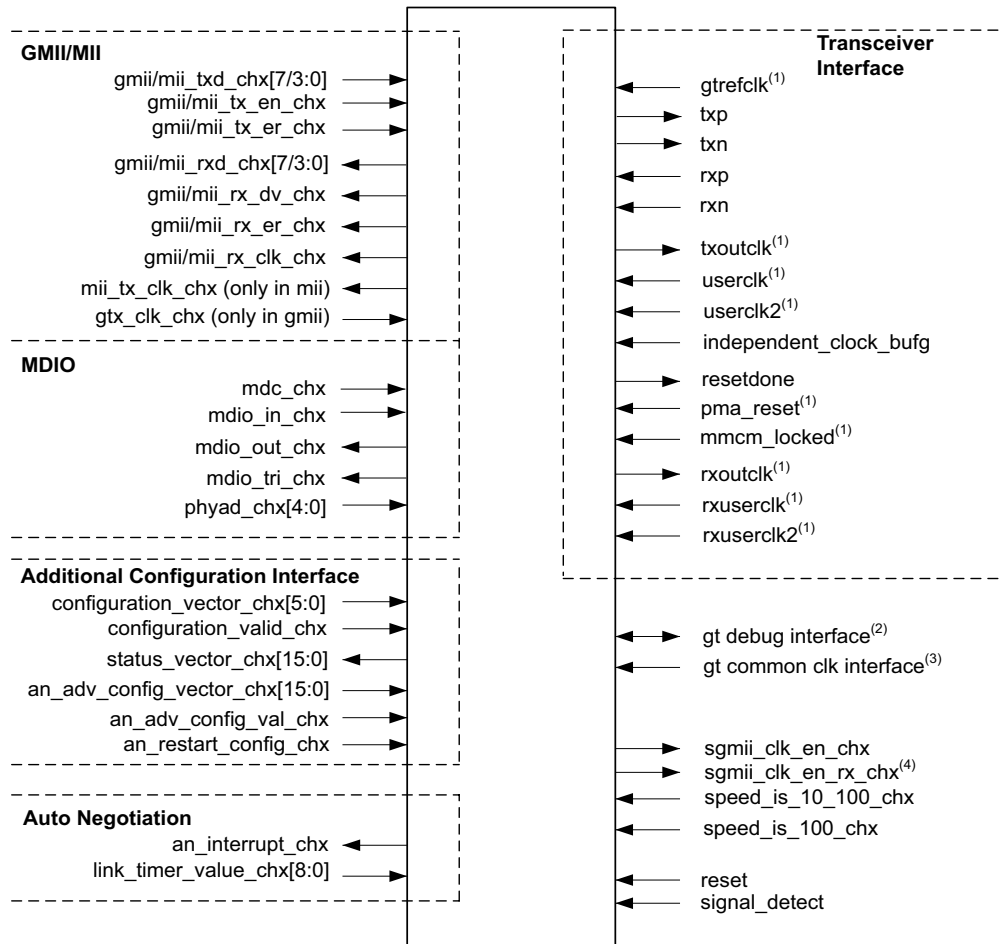 GMII/MII
gmii/mii_txd_chx[7/3:0]
gmii/mii_tx_en_chx
gmii/mii_tx_er_chx
gmii/mii_rxd_chx[7/3:0]
gmii/mii_rx_dv_chx
gmii/mii_rx_er_chx
gmii/mii_rx_clk_chx
mii_tx_clk_chx (only in mii)
gtx_clk_chx (only in gmii)
MDIO
mdc_chx
mdio_in_chx
mdio_out_chx
mdio_tri_chx
phyad_chx[4:0]
Additional Configuration Interface
configuration_vector_chx[5:0]
configuration_valid_chx
status_vector_chx[15:0]
an_adv_config_vector_chx[15:0]
an_adv_config_val_chx
an_restart_config_chx
Auto Negotiation
an_interrupt_chx
link_timer_value_chx[8:0]
Transceiver
Interface
gtrefclk(1)
txp
txn
rxp
rxn
txoutclk(1)
userclk(1)
userclk2(1)
independent_clock_bufg
resetdone
pma_reset(1)
mmcm_locked(1)
rxoutclk(1)
rxuserclk(1)
rxuserclk2(1)
gt debug interface(2)
gt common clk interface(3)
sgmii_clk_en_chx
sgmii_clk_en_rx_chx(4)
speed_is_10_100_chx
speed_is_100_chx
reset
signal_detect